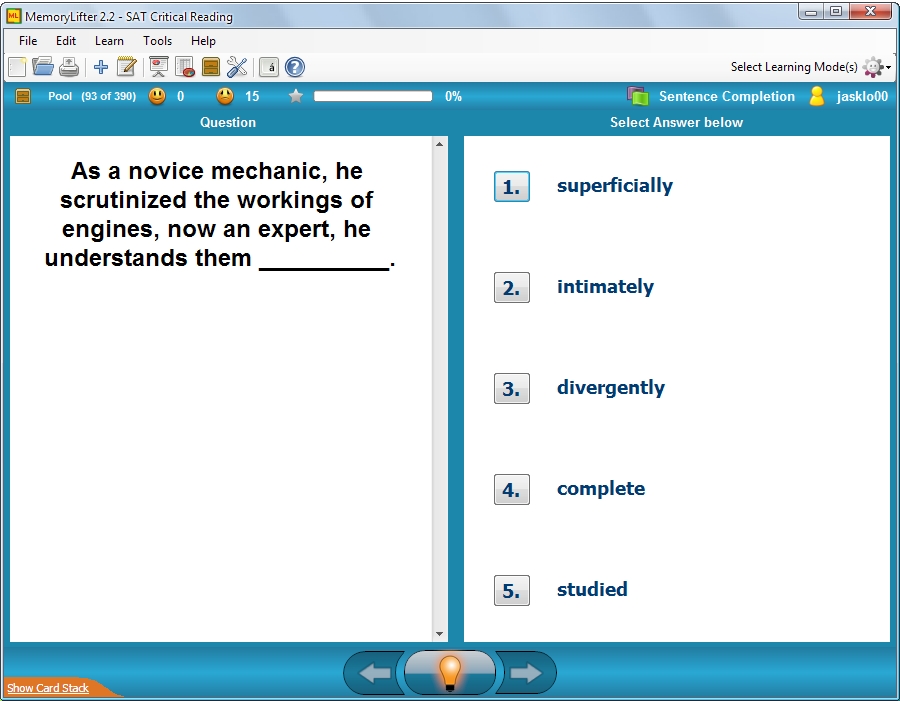 ML MemoryLifter 2.2 - SAT Critical Reading
File Edit Learn Tools Help
á ? Select Learning Mode(s)
Pool (93 of 390) 0 15 0% Sentence Completion jasklo00
Question Select Answer below
As a novice mechanic, he
scrutinized the workings of
engines, now an expert, he
understands them __________.
1. superficially
2. intimately
3. divergently
4. complete
5. studied
Show Card Stack